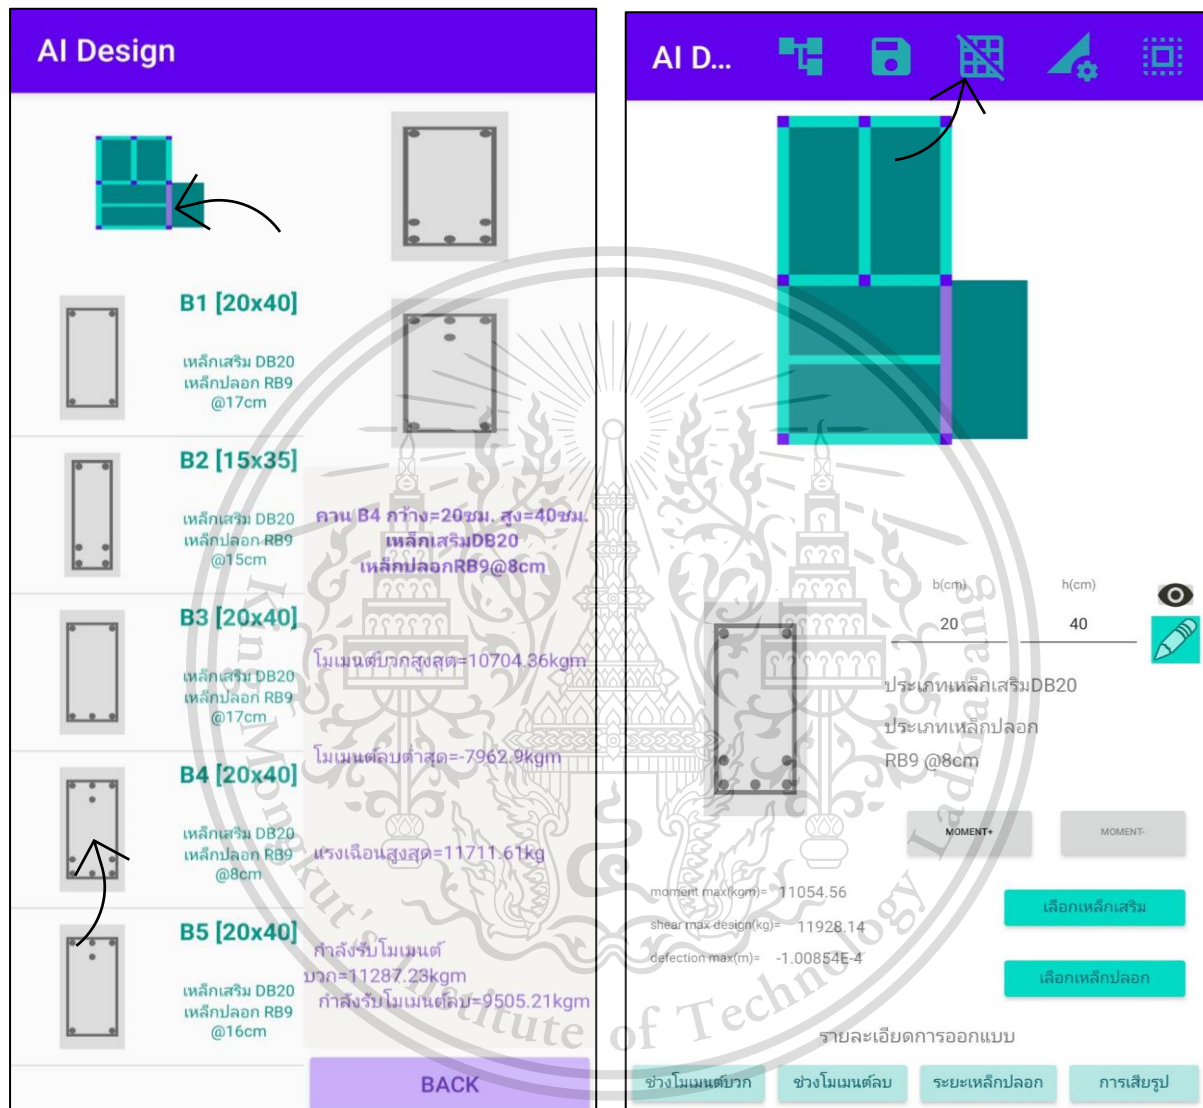 AI Design
B1 [20x40]
เหล็กเสริม DB20
เหล็กปลอก RB9
@17cm
B2 [15x35]
เหล็กเสริม DB20
เหล็กปลอก RB9
@15cm
B3 [20x40]
เหล็กเสริม DB20
เหล็กปลอก RB9
@17cm
B4 [20x40]
เหล็กเสริม DB20
เหล็กปลอก RB9
@8cm
B5 [20x40]
เหล็กเสริม DB20
เหล็กปลอก RB9
@16cm
คาน B4 กว้าง=20ซม. สูง=40ซม.
เหล็กเสริมDB20
เหล็กปลอกRB9@8cm
โมเมนต์บวกสูงสุด=10704.36kgm
โมเมนต์ลบต่ำสุด=-7962.9kgm
แรงเฉือนสูงสุด=11711.61kg
กำลังรับโมเมนต์
บวก=11287.23kgm
กำลังรับโมเมนต์ลบ=9505.21kgm
BACK
AI D...
b(cm) h(cm)
20 40
ประเภทเหล็กเสริมDB20
ประเภทเหล็กปลอก
RB9 @8cm
MOMENT+ MOMENT-
moment max(kgm)= 11054.56
shear max design(kg)= 11928.14
defection max(m)= -1.00854E-4
เลือกเหล็กเสริม
เลือกเหล็กปลอก
รายละเอียดการออกแบบ
ช่วงโมเมนต์บวก ช่วงโมเมนต์ลบ ระยะเหล็กปลอก การเสียรูป
King Mongkut's Institute of Technology Ladkrabang